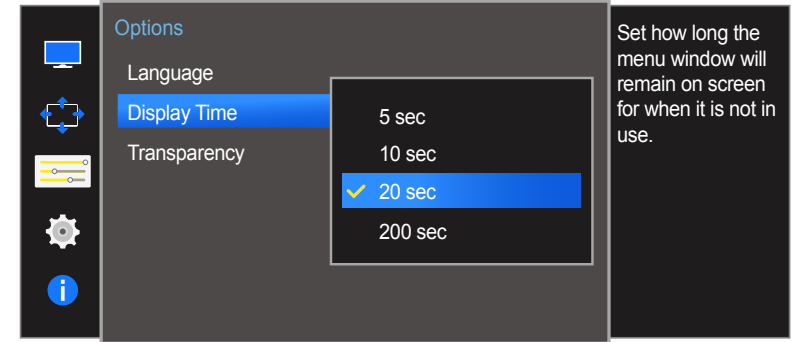 Options
Language
Display Time
Transparency
5 sec
10 sec
20 sec
200 sec
Set how long the
menu window will
remain on screen
for when it is not in
use.
i